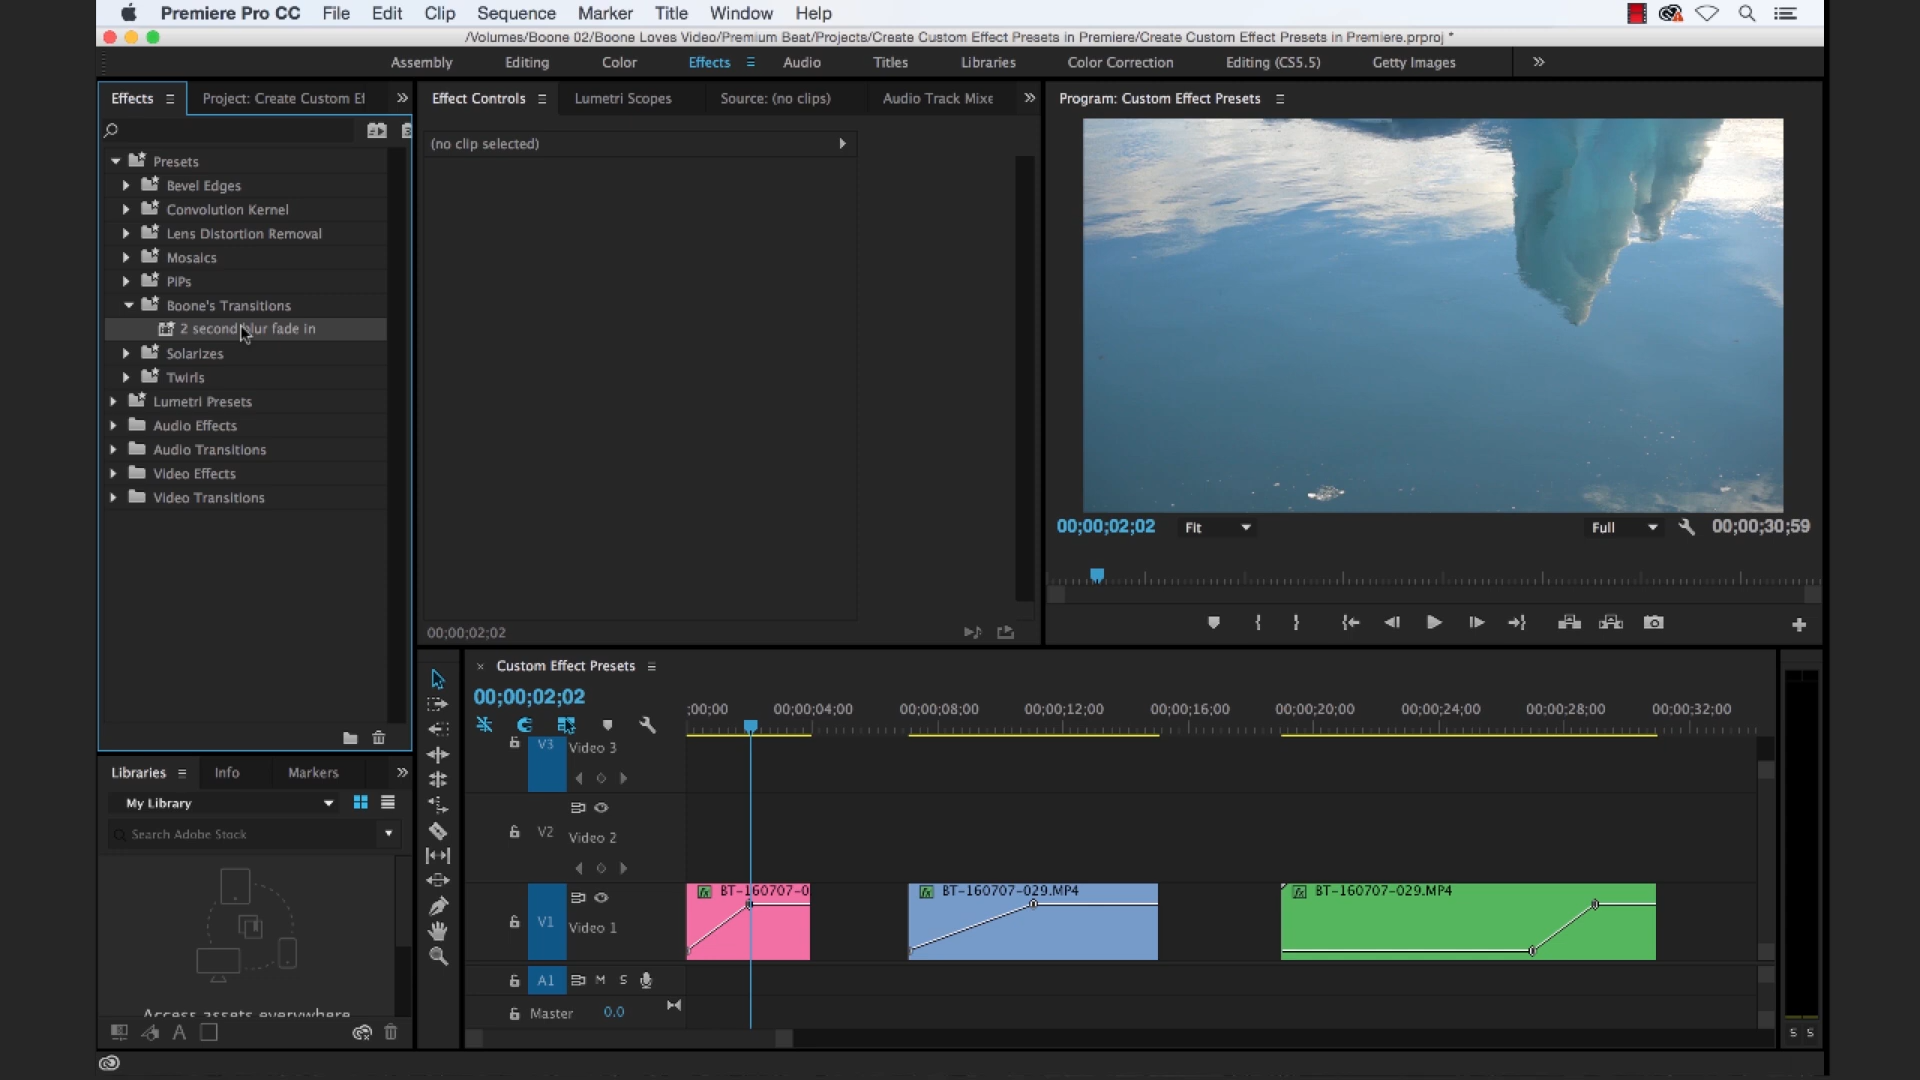 Premiere Pro CC File Edit Clip Sequence Marker Title Window Help
/Volumes/Boone 02/Boone Loves Video/Premium Beat/Projects/Create Custom Effect Presets in Premiere/Create Custom Effect Presets in Premiere.prproj *
Assembly Editing Color Effects Audio Titles Libraries Color Correction Editing (CS5.5) Getty Images
Effects Project: Create Custom Ef
Effect Controls Lumetri Scopes Source: (no clips) Audio Track Mixe
Program: Custom Effect Presets
(no clip selected)
Presets
Bevel Edges
Convolution Kernel
Lens Distortion Removal
Mosaics
PiPs
Boone's Transitions
2 second blur fade in
Solarizes
Twirls
Lumetri Presets
Audio Effects
Audio Transitions
Video Effects
Video Transitions
00;00;02;02 Fit Full 00;00;30;59
00;00;02;02
Custom Effect Presets
00;00;02;02
;00;00 00;00;04;00 00;00;08;00 00;00;12;00 00;00;16;00 00;00;20;00 00;00;24;00 00;00;28;00 00;00;32;00
V3 Video 3
V2 Video 2
V1 Video 1
BT-160707-0 BT-160707-029.MP4 BT-160707-029.MP4
A1 M S
Master 0.0
S S
Libraries Info Markers
My Library
Search Adobe Stock
Access assets everywhere